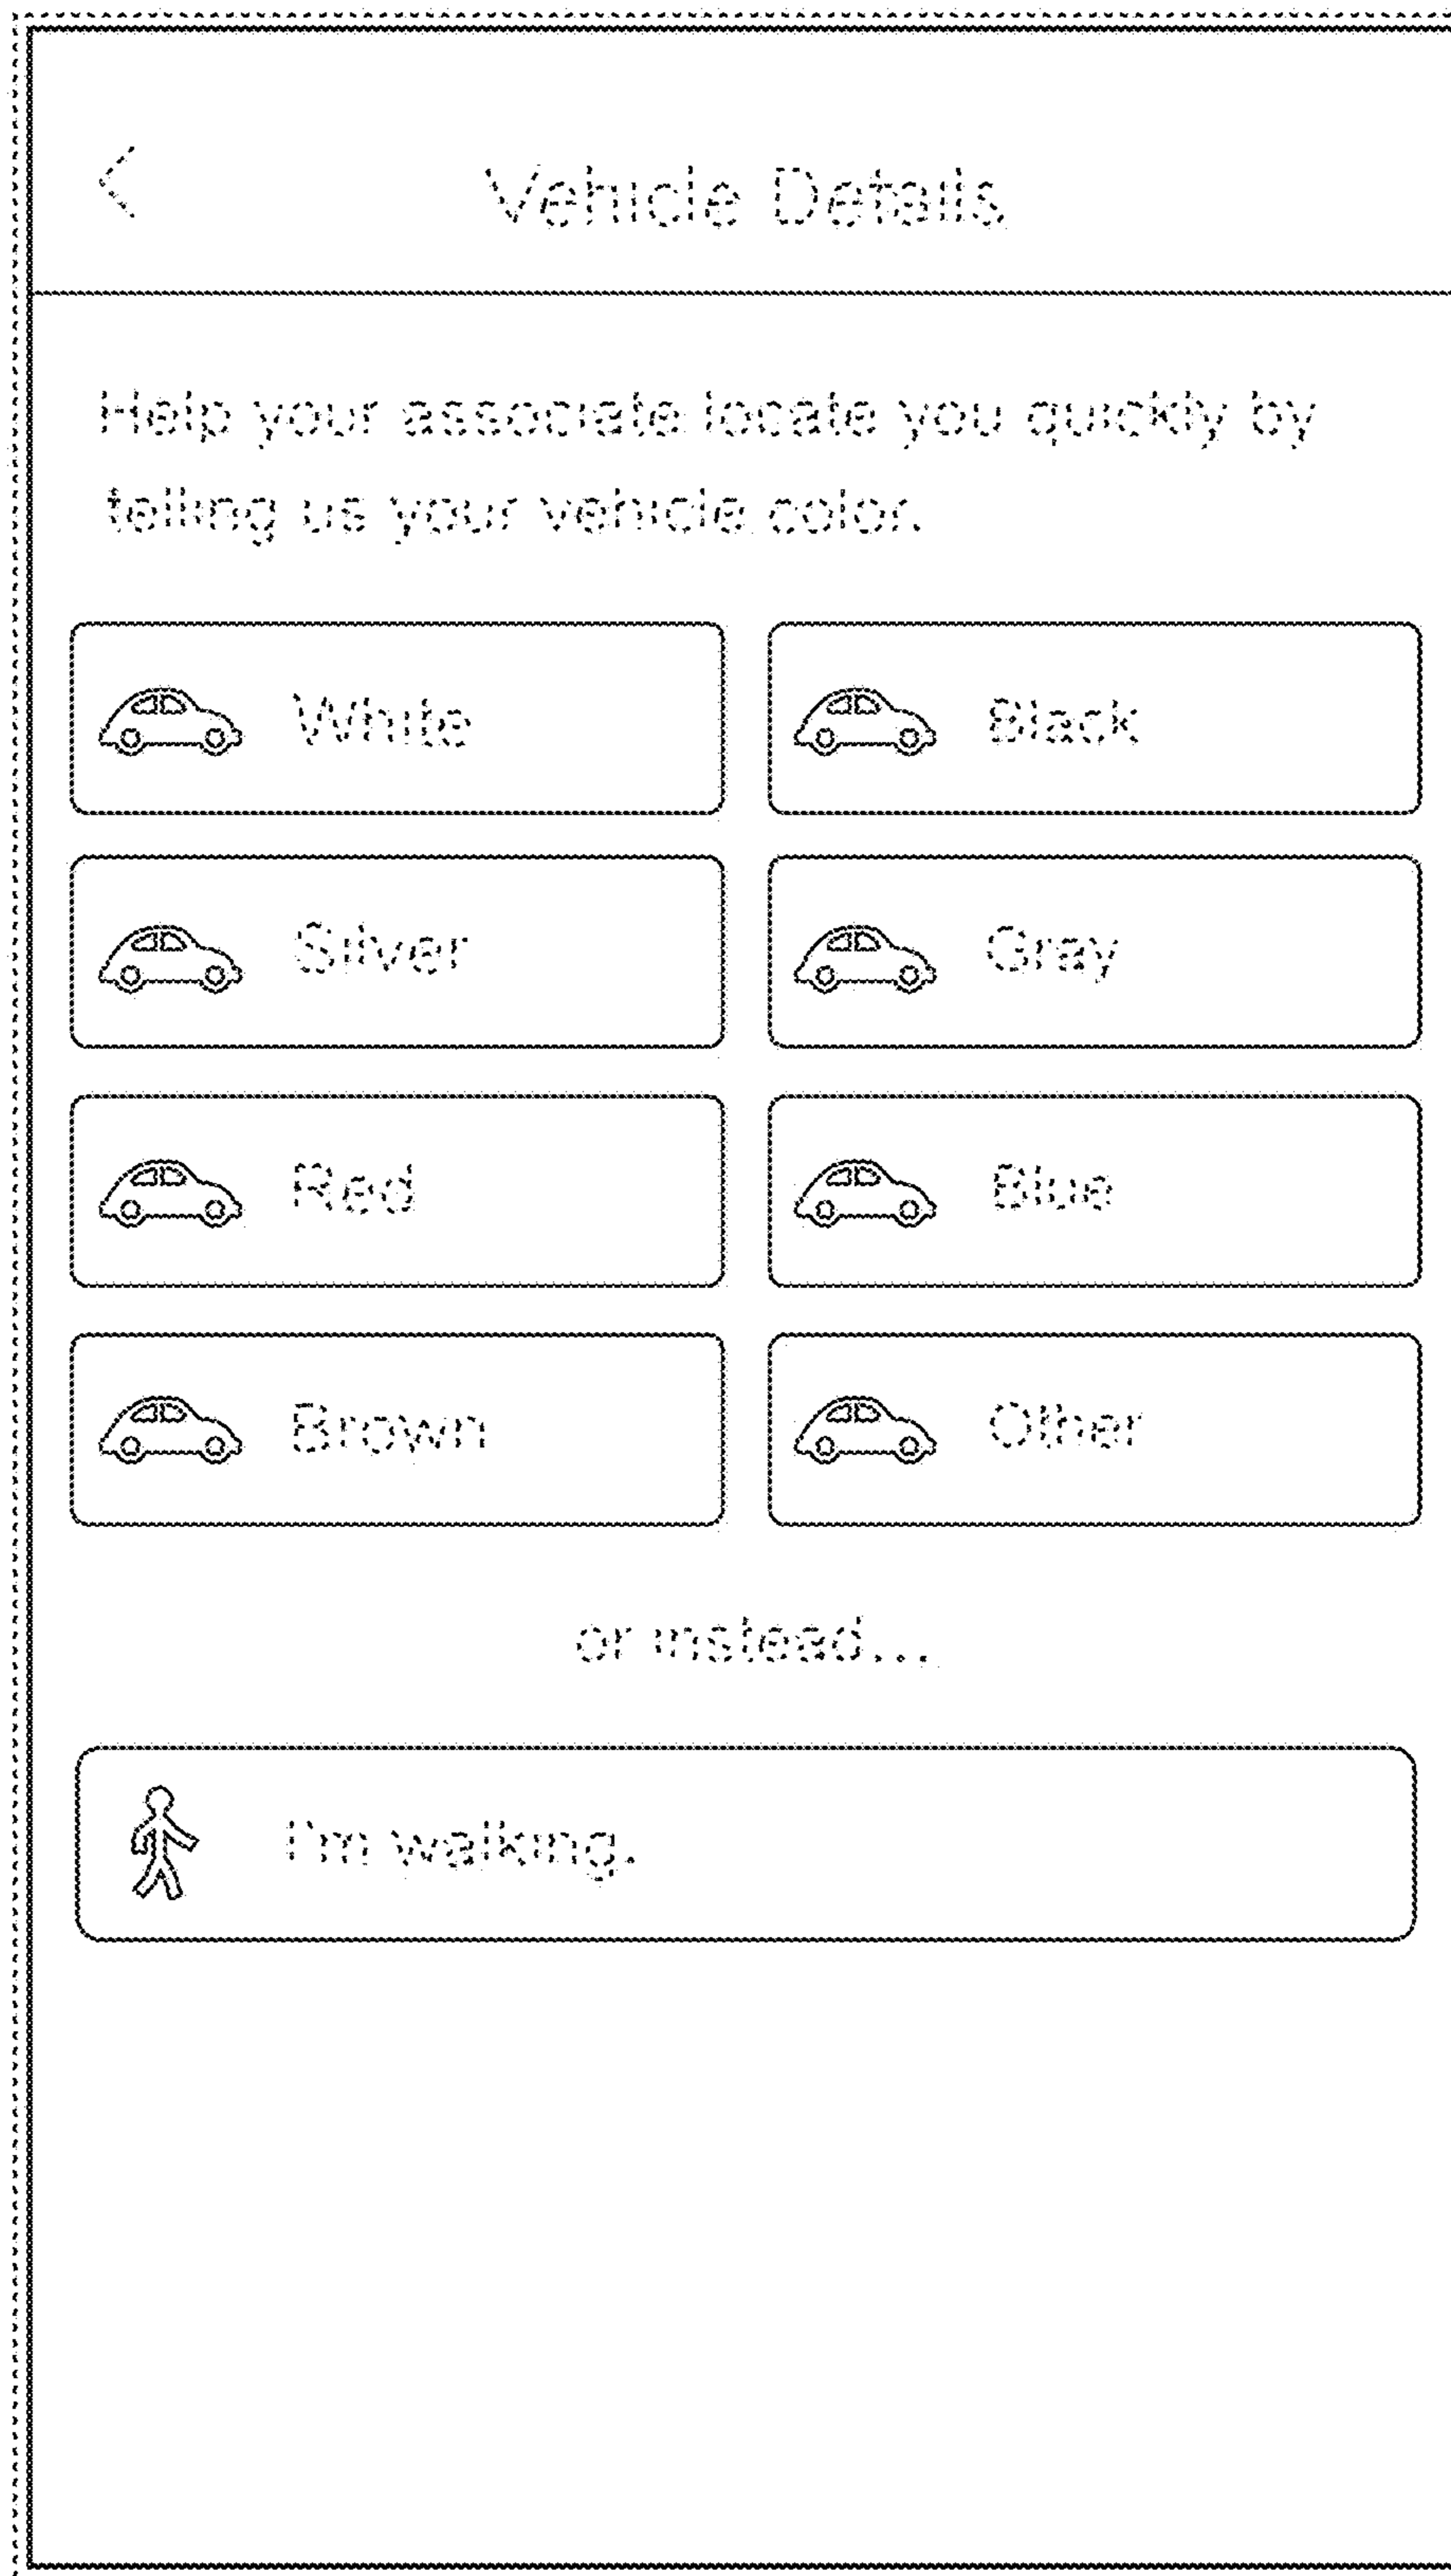 Vehicle Details
Help your associate locate you quickly by
telling us your vehicle color.
White
Black
Silver
Gray
Red
Blue
Brown
Other
or instead...
I'm walking.